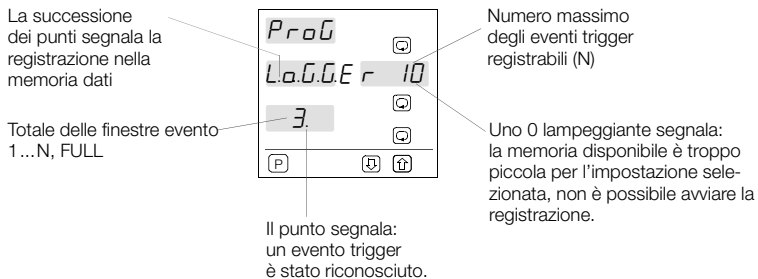 La successione
dei punti segnala la
registrazione nella
memoria dati
Totale delle finestre evento
1...N, FULL
ProG
L.o.G.G.E r 10
3.
P
Il punto segnala:
un evento trigger
è stato riconosciuto.
Numero massimo
degli eventi trigger
registrabili (N)
Uno 0 lampeggiante segnala:
la memoria disponibile è troppo
piccola per l'impostazione sele-
zionata, non è possibile avviare la
registrazione.